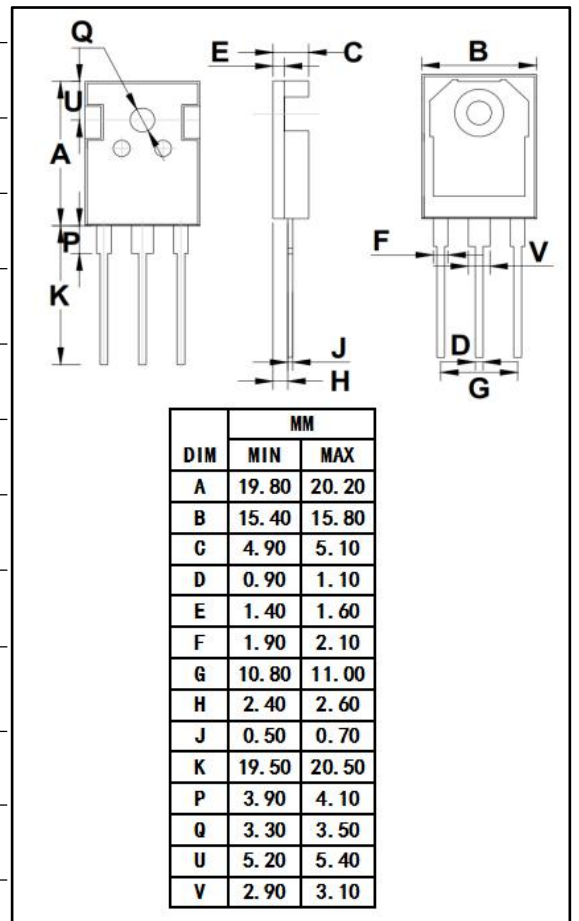 Q
E C B
U
A
P
F V
K
J D
H G
MM
DIM MIN MAX
A 19.80 20.20
B 15.40 15.80
C 4.90 5.10
D 0.90 1.10
E 1.40 1.60
F 1.90 2.10
G 10.80 11.00
H 2.40 2.60
J 0.50 0.70
K 19.50 20.50
P 3.90 4.10
Q 3.30 3.50
U 5.20 5.40
V 2.90 3.10